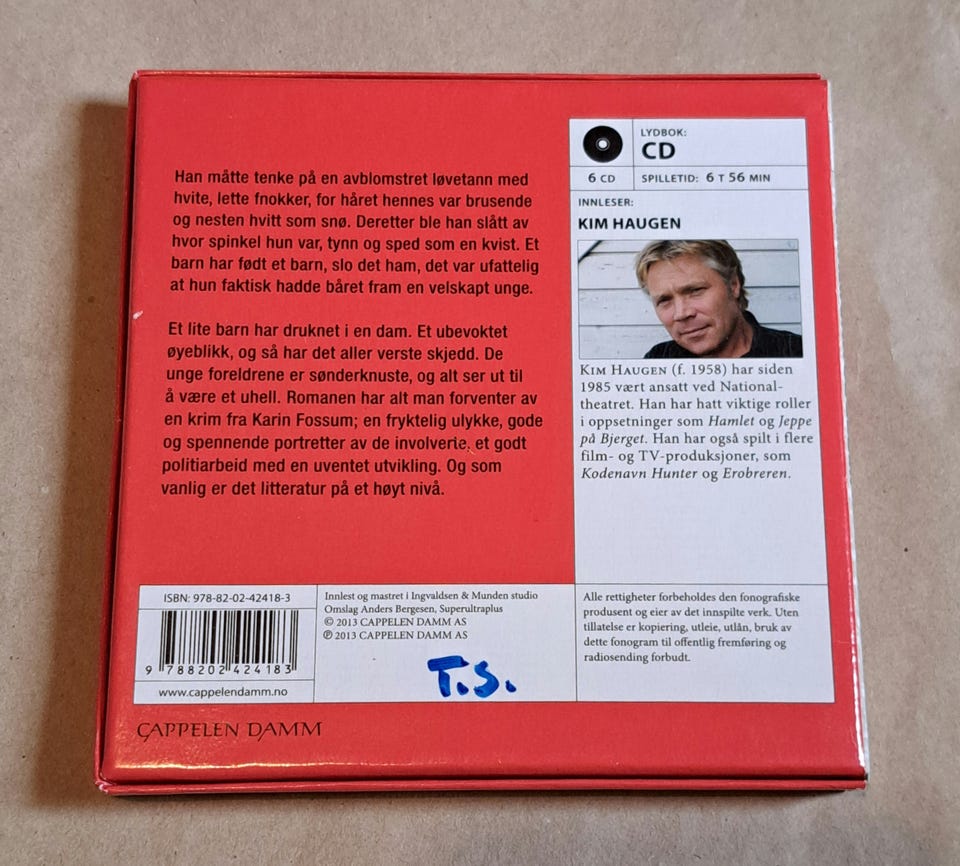 Han måtte tenke på en avblomstret løvetann med
hvite, lette fnokker, for håret hennes var brusende
og nesten hvitt som snø. Deretter ble han slått av
hvor spinkel hun var, tynn og sped som en kvist. Et
barn har født et barn, slo det ham, det var ufattelig
at hun faktisk hadde båret fram en velskapt unge.
Et lite barn har druknet i en dam. Et ubevoktet
øyeblikk, og så har det aller verste skjedd. De
unge foreldrene er sønderknuste, og alt ser ut til
å være et uhell. Romanen har alt man forventer av
en krim fra Karin Fossum; en fryktelig ulykke, gode
og spennende portretter av de involverte, et godt
politiarbeid med en uventet utvikling. Og som
vanlig er det litteratur på et høyt nivå.
LYDBOK:
CD
6 CD
SPILLETID: 6 T 56 MIN
INNLESER:
KIM HAUGEN
KIM HAUGEN (f. 1958) har siden
1985 vært ansatt ved National-
theatret. Han har hatt viktige roller
i oppsetninger som Hamlet og Jeppe
på Bjerget. Han har også spilt i flere
film- og TV-produksjoner, som
Kodenavn Hunter og Erobreren.
ISBN: 978-82-02-42418-3
9 788202 424183
www.cappelendamm.no
Innlest og mastret i Ingvaldsen & Munden studio
Omslag Anders Bergesen, Superultraplus
© 2013 CAPPELEN DAMM AS
℗ 2013 CAPPELEN DAMM AS
T.S.
Alle rettigheter forbeholdes den fonografiske
produsent og eier av det innspilte verk. Uten
tillatelse er kopiering, utleie, utlån, bruk av
dette fonogram til offentlig fremføring og
radiosending forbudt.
CAPPELEN DAMM